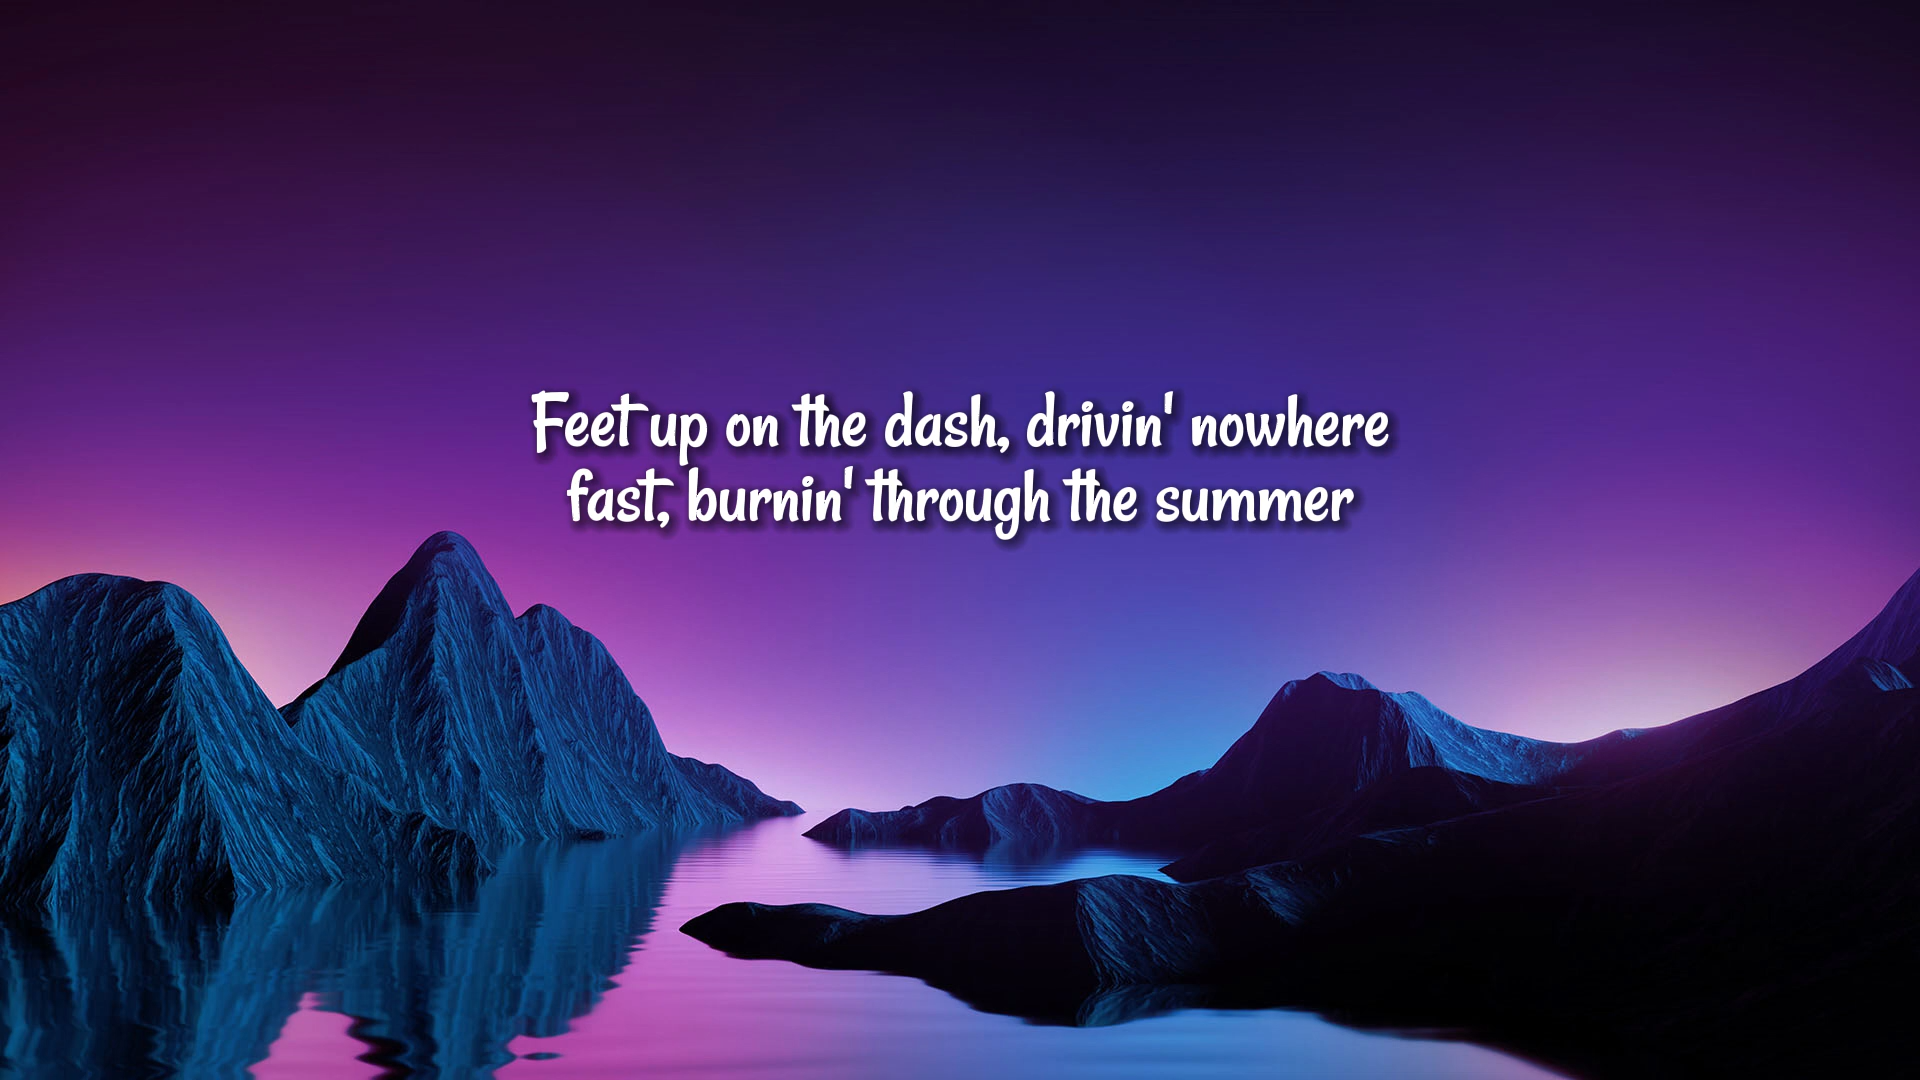 Feet up on the dash, drivin' nowhere
fast, burnin' through the summer